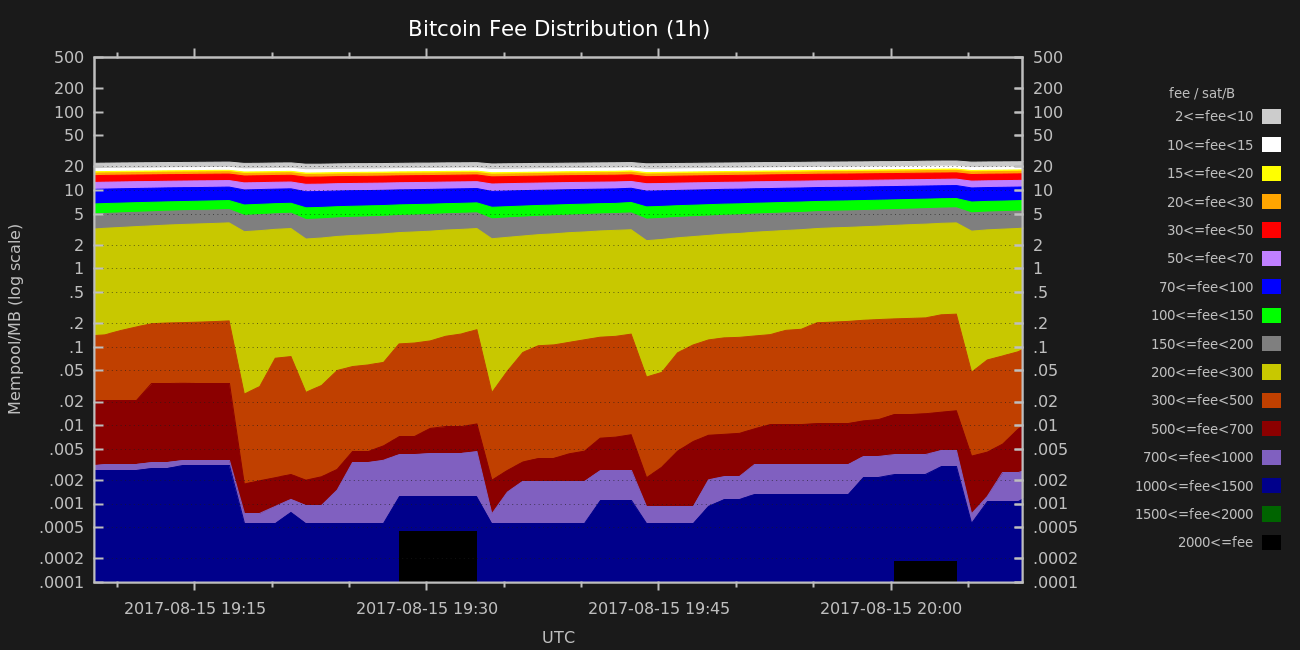 Bitcoin Fee Distribution (1h)
500
200
100
50
20
10
5
2
1
.5
.2
.1
.05
.02
.01
.005
.002
.001
.0005
.0002
.0001
Mempool/MB (log scale)
500
200
100
50
20
10
5
2
1
.5
.2
.1
.05
.02
.01
.005
.002
.001
.0005
.0002
.0001
2017-08-15 19:15
2017-08-15 19:30
2017-08-15 19:45
2017-08-15 20:00
UTC
fee / sat/B
2<=fee<10
10<=fee<15
15<=fee<20
20<=fee<30
30<=fee<50
50<=fee<70
70<=fee<100
100<=fee<150
150<=fee<200
200<=fee<300
300<=fee<500
500<=fee<700
700<=fee<1000
1000<=fee<1500
1500<=fee<2000
2000<=fee